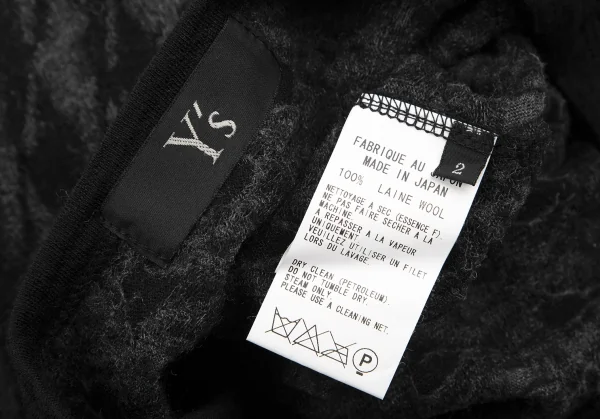 Y's
2
FABRIQUE AU JAPON
MADE IN JAPAN
100% LAINE WOOL
NETTOYAGE A SEC (ESSENCE F).
NE PAS FAIRE SECHER A LA
MACHINE.
A REPASSER A LA VAPEUR
UNIQUEMENT.
VEUILLEZ UTILISER UN FILET
LORS DU LAVAGE.
DRY CLEAN (PETROLEUM).
DO NOT TUMBLE DRY.
STEAM ONLY.
PLEASE USE A CLEANING NET.
P